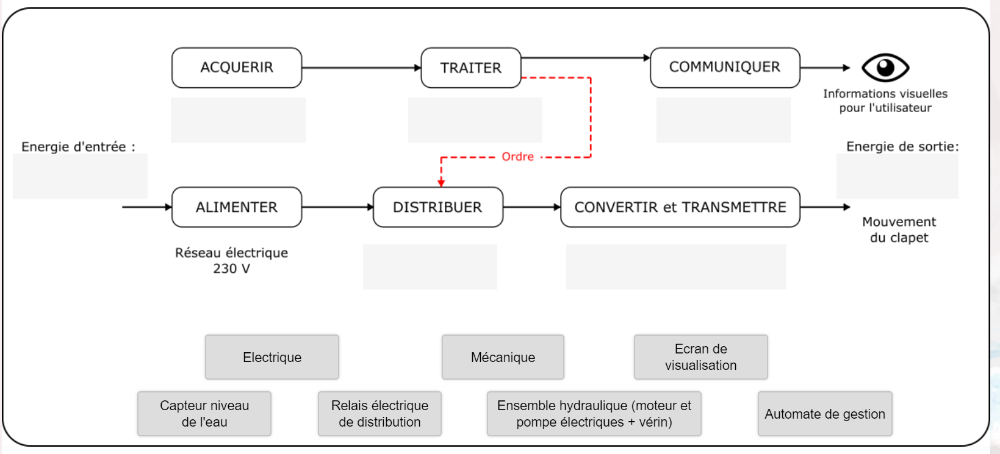 ACQUERIR
TRAITER
COMMUNIQUER
Informations visuelles
pour l'utilisateur
Energie d'entrée :
Ordre
Energie de sortie:
ALIMENTER
DISTRIBUER
CONVERTIR et TRANSMETTRE
Mouvement
du clapet
Réseau électrique
230 V
Electrique
Mécanique
Ecran de
visualisation
Capteur niveau
de l'eau
Relais électrique
de distribution
Ensemble hydraulique (moteur et
pompe électriques + vérin)
Automate de gestion